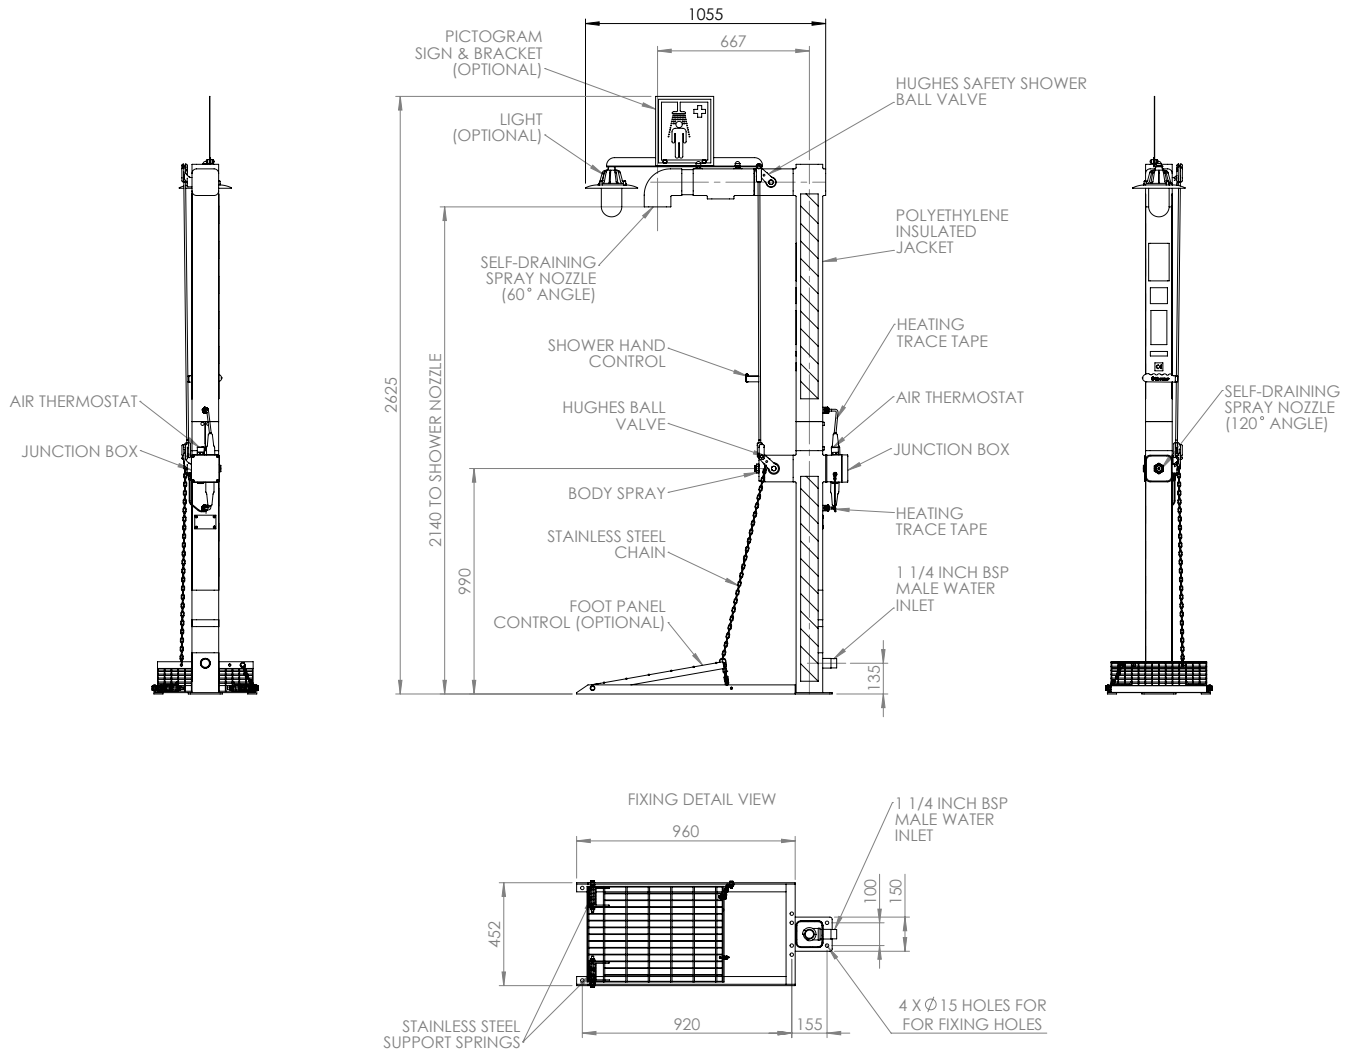 1055
667
PICTOGRAM
SIGN & BRACKET
(OPTIONAL)
HUGHES SAFETY SHOWER
BALL VALVE
LIGHT
(OPTIONAL)
POLYETHYLENE
INSULATED
JACKET
SELF-DRAINING
SPRAY NOZZLE
(60° ANGLE)
HEATING
TRACE TAPE
SHOWER HAND
CONTROL
2625
2140 TO SHOWER NOZZLE
AIR THERMOSTAT
HUGHES BALL
VALVE
AIR THERMOSTAT
SELF-DRAINING
SPRAY NOZZLE
(120° ANGLE)
JUNCTION BOX
JUNCTION BOX
BODY SPRAY
HEATING
TRACE TAPE
STAINLESS STEEL
CHAIN
990
1 1/4 INCH BSP
MALE WATER
INLET
FOOT PANEL
CONTROL (OPTIONAL)
135
FIXING DETAIL VIEW
960
1 1/4 INCH BSP
MALE WATER
INLET
100
150
452
4 X Ø 15 HOLES FOR
FOR FIXING HOLES
920
155
STAINLESS STEEL
SUPPORT SPRINGS